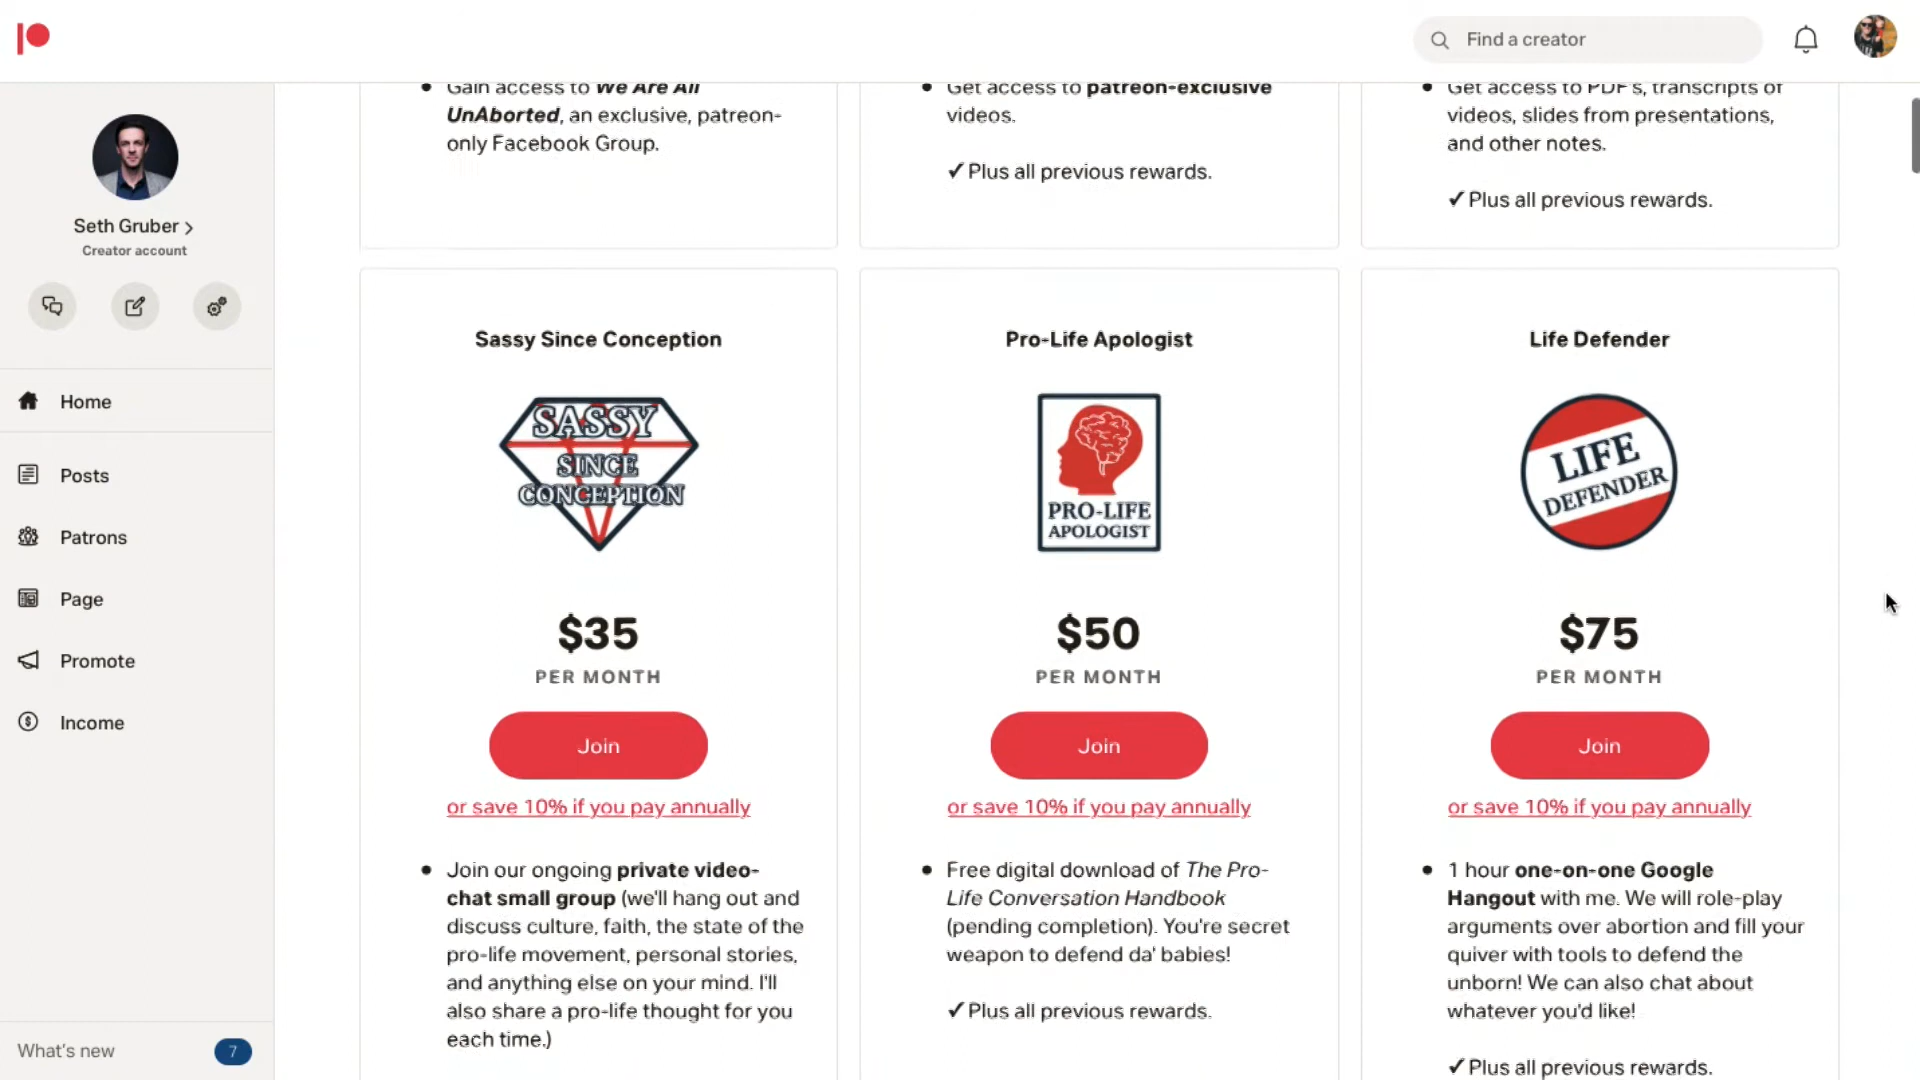 Find a creator
Seth Gruber
Creator account
Home
Posts
Patrons
Page
Promote
Income
What's new
7
Gain access to We Are All
UnAborted, an exclusive, patreon-
only Facebook Group.
Get access to patreon-exclusive
videos.
✓Plus all previous rewards.
Get access to PDF's, transcripts of
videos, slides from presentations,
and other notes.
✓Plus all previous rewards.
Sassy Since Conception
SASSY
SINCE
CONCEPTION
$35
PER MONTH
Join
or save 10% if you pay annually
Join our ongoing private video-
chat small group (we'll hang out and
discuss culture, faith, the state of the
pro-life movement, personal stories,
and anything else on your mind. I'll
also share a pro-life thought for you
each time.)
Pro-Life Apologist
PRO-LIFE
APOLOGIST
$50
PER MONTH
Join
or save 10% if you pay annually
Free digital download of The Pro-
Life Conversation Handbook
(pending completion). You're secret
weapon to defend da' babies!
✓Plus all previous rewards.
Life Defender
LIFE
DEFENDER
$75
PER MONTH
Join
or save 10% if you pay annually
1 hour one-on-one Google
Hangout with me. We will role-play
arguments over abortion and fill your
quiver with tools to defend the
unborn! We can also chat about
whatever you'd like!
✓Plus all previous rewards.